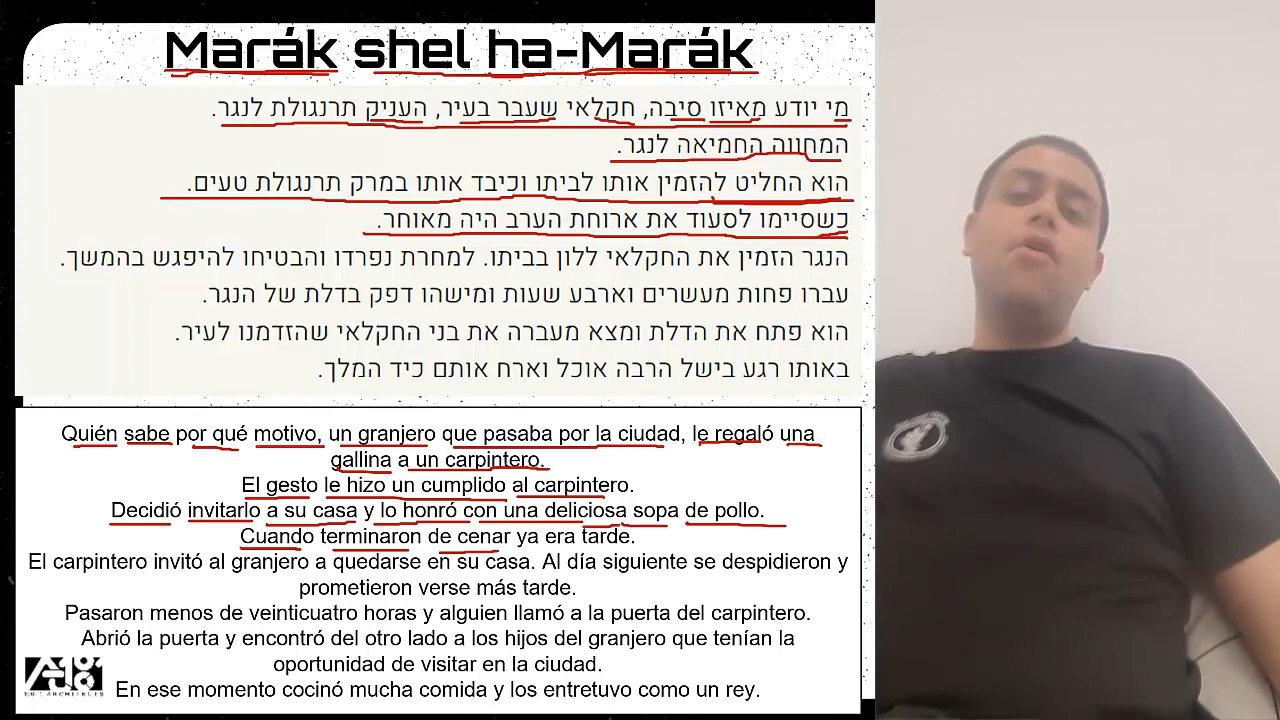 Marák shel ha-Marák
מי יודע מאיזו סיבה, חקלאי שעבר בעיר, העניק תרנגולת לנגר.
המחווה החמיאה לנגר.
הוא החליט להזמין אותו לביתו וכיבד אותו במרק תרנגולת טעים.
כשסיימו לסעוד את ארוחת הערב היה מאוחר.
הנגר הזמין את החקלאי ללון בביתו. למחרת נפרדו והבטיחו להיפגש בהמשך.
עברו פחות מעשרים וארבע שעות ומישהו דפק בדלת של הנגר.
הוא פתח את הדלת ומצא מעברה את בני החקלאי שהזדמנו לעיר.
באותו רגע בישל הרבה אוכל וארח אותם כיד המלך.
Quién sabe por que motivo, un granjero que pasaba por la ciudad, le regaló una
gallina a un carpintero.
El gesto le hizo un cumplido al carpintero.
Decidió invitarlo a su casa y lo honró con una deliciosa sopa de pollo.
Cuando terminaron de cenar ya era tarde.
El carpintero invitó al granjero a quedarse en su casa. Al día siguiente se despidieron y
prometieron verse más tarde.
Pasaron menos de veinticuatro horas y alguien llamó a la puerta del carpintero.
Abrió la puerta y encontró del otro lado a los hijos del granjero que tenían la
oportunidad de visitar en la ciudad.
En ese momento cocinó mucha comida y los entretuvo como un rey.